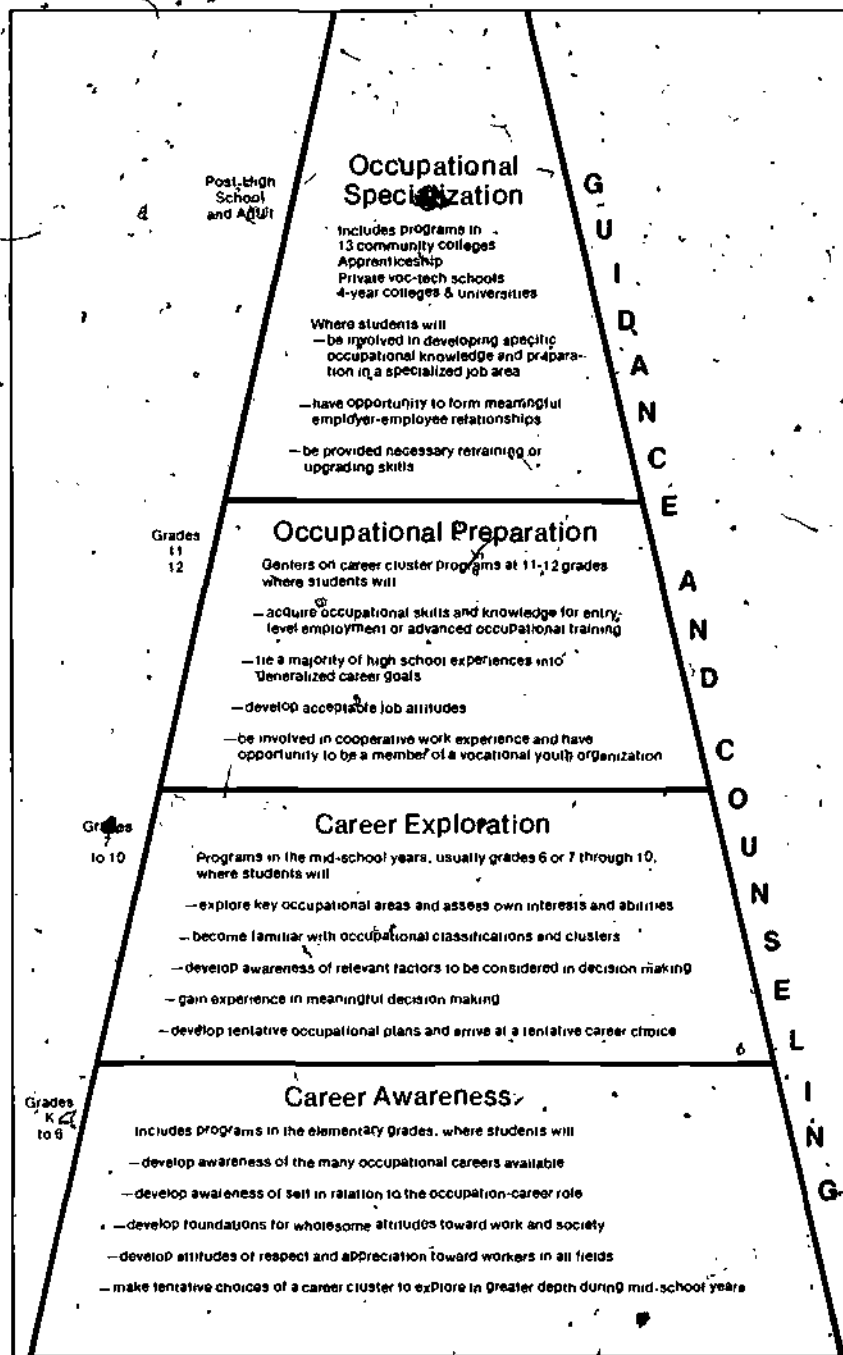 Post-High
School
and Adult
Occupational
Specialization
Includes programs in
13 community colleges
Apprenticeship
Private voc-tech schools
4-year colleges & universities
Where students will
—be involved in developing specific
occupational knowledge and prepara-
tion in a specialized job area
—have opportunity to form meaningful
employer-employee relationships
—be provided necessary retraining or
upgrading skills
Grades
11
12
Occupational Preparation
Centers on career cluster programs at 11-12 grades
where students will
—acquire occupational skills and knowledge for entry-
level employment or advanced occupational training
—tie a majority of high school experiences into
generalized career goals
—develop acceptable job attitudes
—be involved in cooperative work experience and have
opportunity to be a member of a vocational youth organization
Grades
7
to 10
Career Exploration
Programs in the mid-school years, usually grades 6 or 7 through 10,
where students will
—explore key occupational areas and assess own interests and abilities
—become familiar with occupational classifications and clusters
—develop awareness of relevant factors to be considered in decision making
—gain experience in meaningful decision making
—develop tentative occupational plans and arrive at a tentative career choice
Grades
K
to 6
Career Awareness
Includes programs in the elementary grades, where students will
—develop awareness of the many occupational careers available
—develop awareness of self in relation to the occupation-career role
—develop foundations for wholesome attitudes toward work and society
—develop attitudes of respect and appreciation toward workers in all fields
—make tentative choices of a career cluster to explore in greater depth during mid-school years
GUIDANCE AND COUNSELING